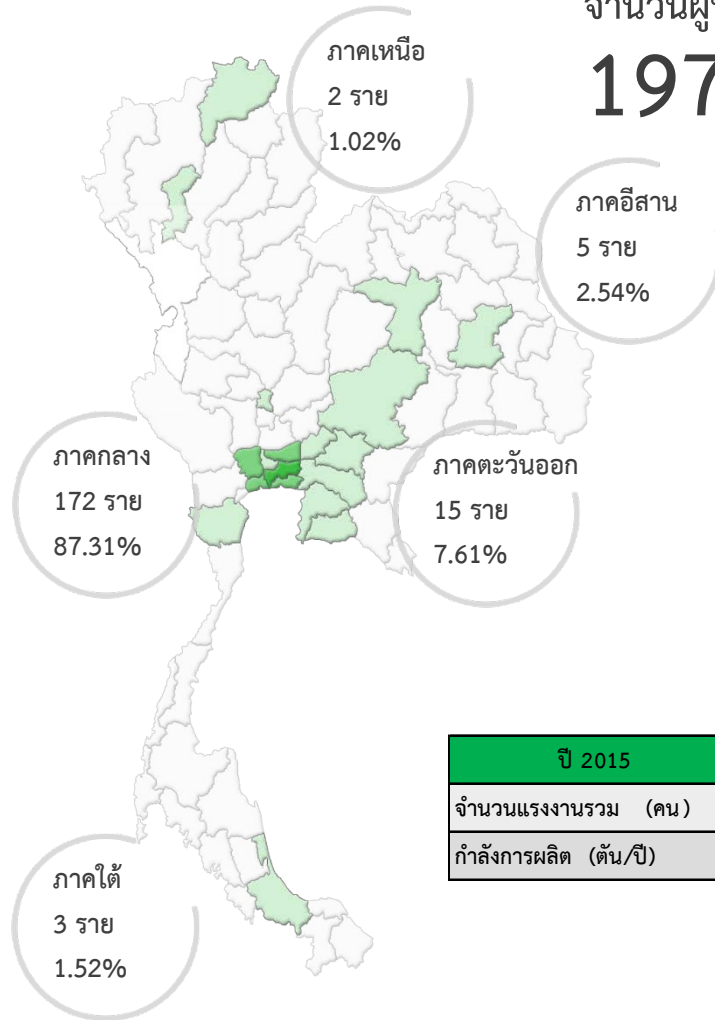 ภาคเหนือ
2 ราย
1.02%
197
ภาคอีสาน
5 ราย
2.54%
ภาคกลาง
172 ราย
87.31%
ภาคตะวันออก
15 ราย
7.61%
ปี 2015
จำนวนแรงงานรวม (คน)
กำลังการผลิต (ตัน/ปี)
ภาคใต้
3 ราย
1.52%